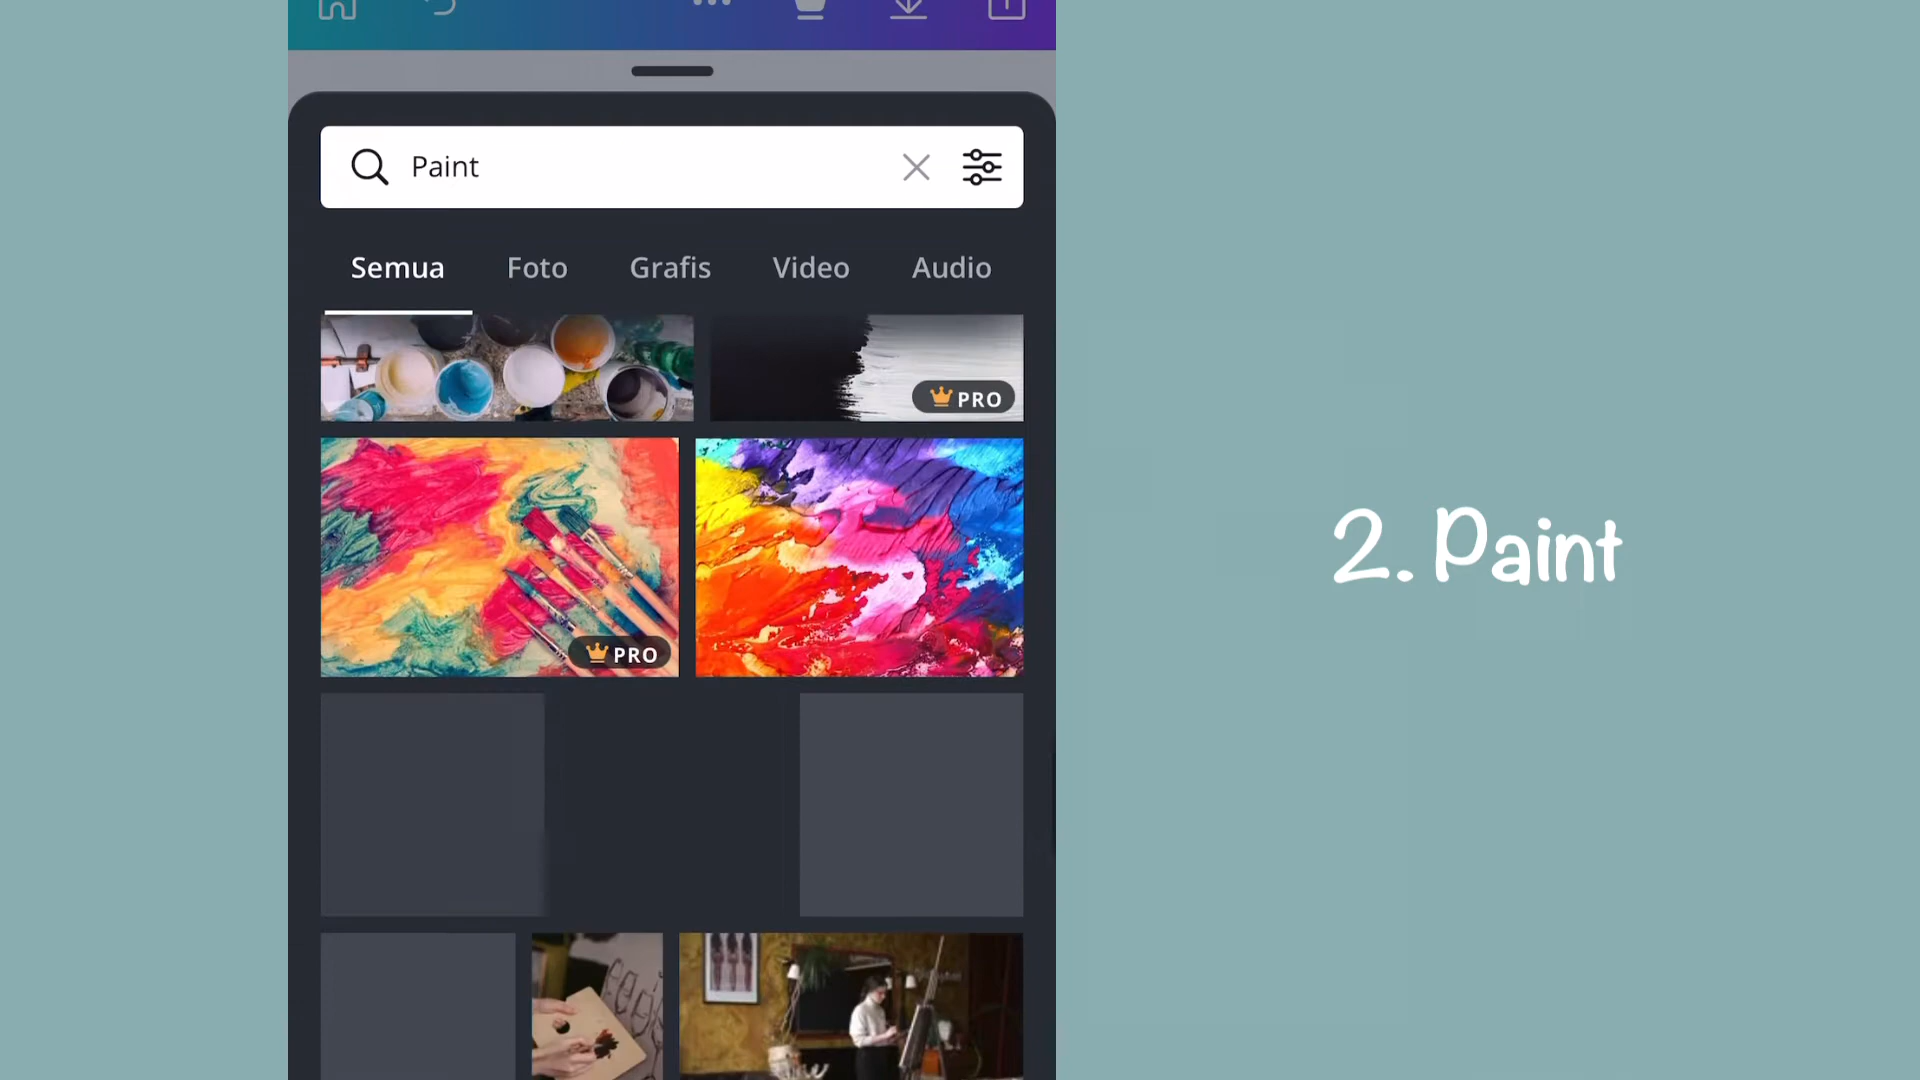 Paint
Semua Foto Grafis Video Audio
PRO
PRO
2. Paint